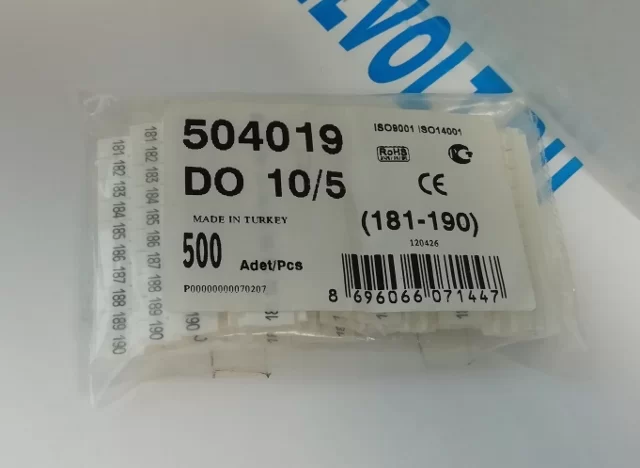 504019
DO 10/5
MADE IN TURKEY
500 Adet/Pcs
P00000000070207
ISO9001 ISO14001
RoHS
CE
(181-190)
120426
8 696066 071447
181 182 183 184 185 186 187 188 189 190
181 182 183 184 185 186 187 188 189 190